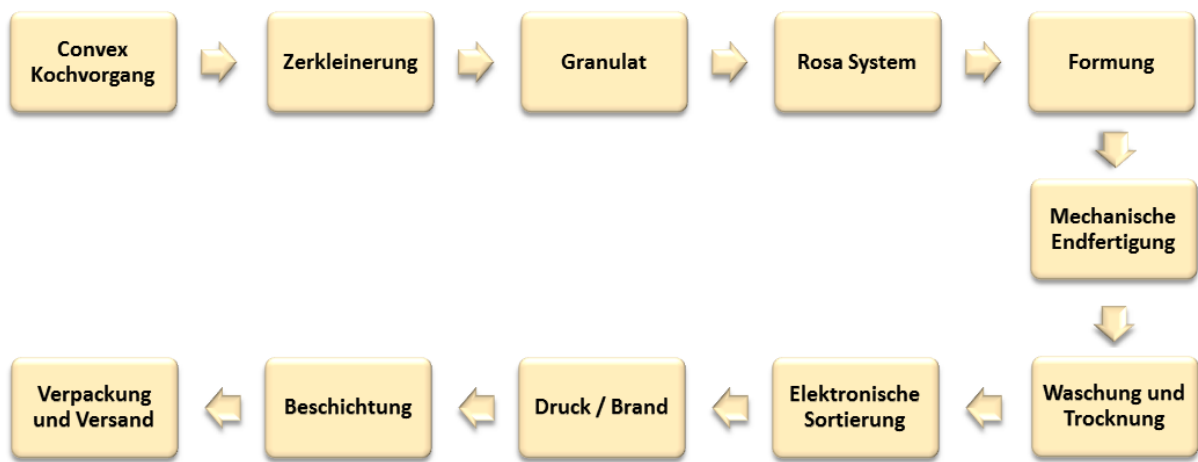 Convex
Kochvorgang
Zerkleinerung
Granulat
Rosa System
Formung
Mechanische
Endfertigung
Waschung und
Trocknung
Elektronische
Sortierung
Druck / Brand
Beschichtung
Verpackung
und Versand